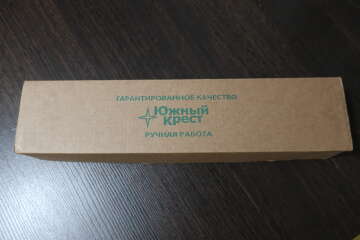 ГАРАНТИРОВАННОЕ КАЧЕСТВО
Южный
Крест
РУЧНАЯ РАБОТА